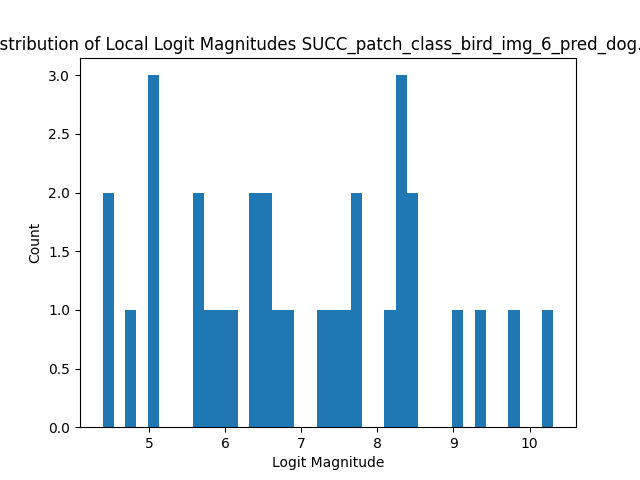 stribution of Local Logit Magnitudes SUCC_patch_class_bird_img_6_pred_dog.
3.0
2.5
2.0
1.5
1.0
0.5
0.0
Count
5 6 7 8 9 10
Logit Magnitude